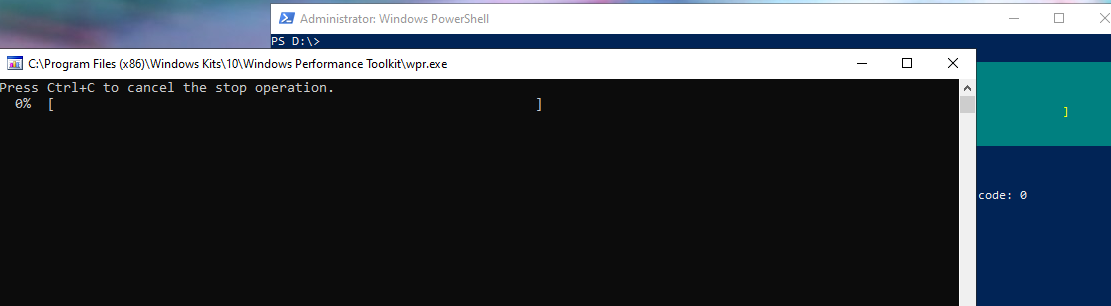 Administrator: Windows PowerShell
PS D:\>
C:\Program Files (x86)\Windows Kits\10\Windows Performance Toolkit\wpr.exe
Press Ctrl+C to cancel the stop operation.
0% [ ]
]
code: 0